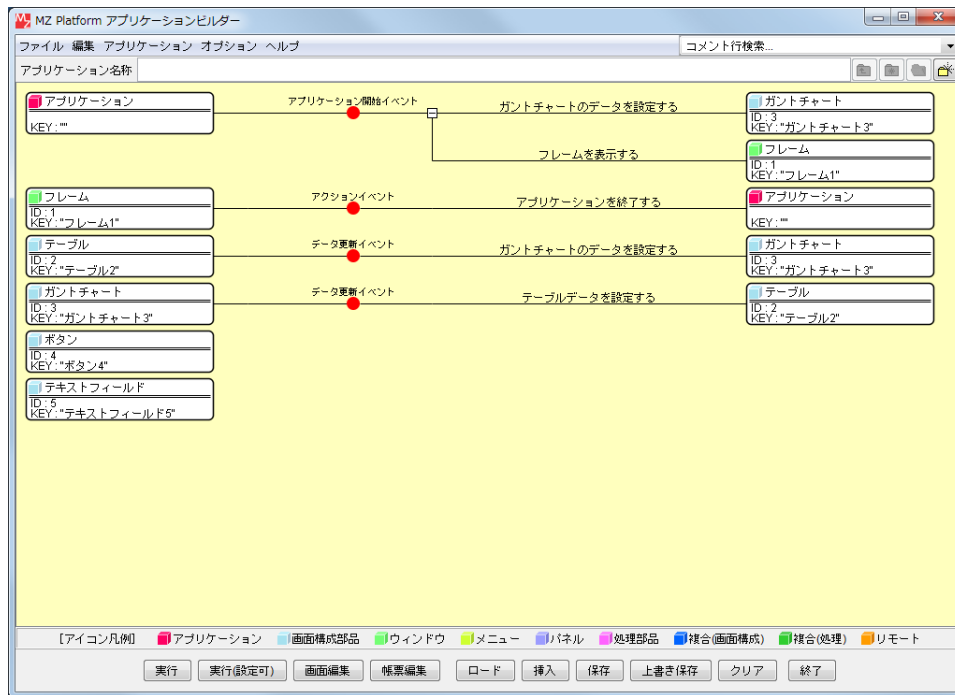 MZ Platform アプリケーションビルダー
ファイル 編集 アプリケーション オプション ヘルプ
コメント行検索...
アプリケーション名称
アプリケーション
KEY:""
アプリケーション開始イベント
ガントチャートのデータを設定する
ガントチャート
ID:3
KEY:"ガントチャート3"
フレームを表示する
フレーム
ID:1
KEY:"フレーム1"
フレーム
ID:1
KEY:"フレーム1"
アクションイベント
アプリケーションを終了する
アプリケーション
KEY:""
テーブル
ID:2
KEY:"テーブル2"
データ更新イベント
ガントチャートのデータを設定する
ガントチャート
ID:3
KEY:"ガントチャート3"
ガントチャート
ID:3
KEY:"ガントチャート3"
データ更新イベント
テーブルデータを設定する
テーブル
ID:2
KEY:"テーブル2"
ボタン
ID:4
KEY:"ボタン4"
テキストフィールド
ID:5
KEY:"テキストフィールド5"
[アイコン凡例] アプリケーション 画面構成部品 ウィンドウ メニュー パネル 処理部品 複合(画面構成) 複合(処理) リモート
実行 実行(設定可) 画面編集 帳票編集 ロード 挿入 保存 上書き保存 クリア 終了